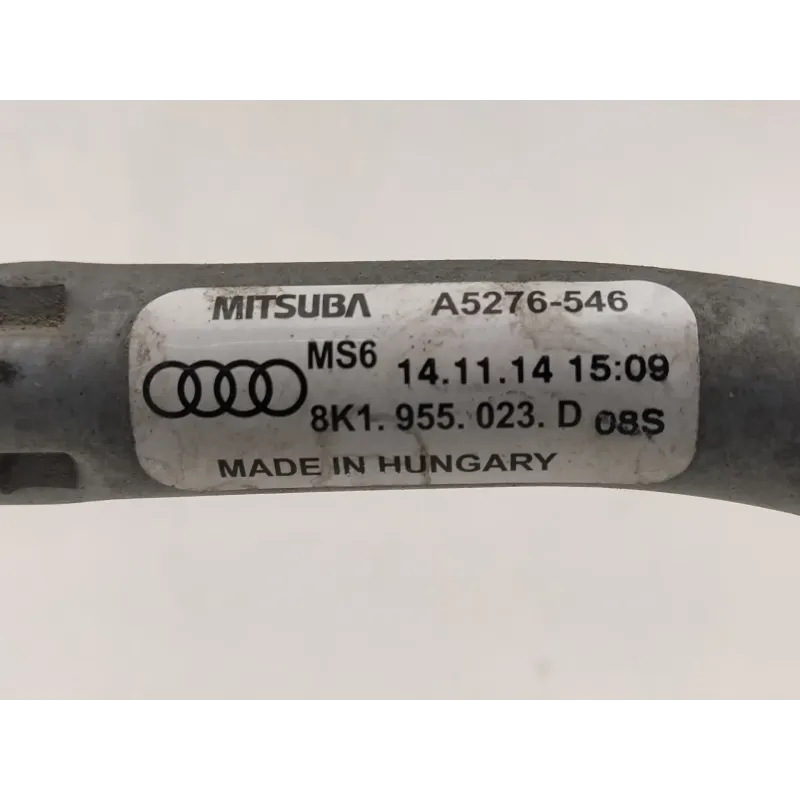 MITSUBA A5276-546
MS6 14.11.14 15:09
8K1. 955. 023. D 08S
MADE IN HUNGARY